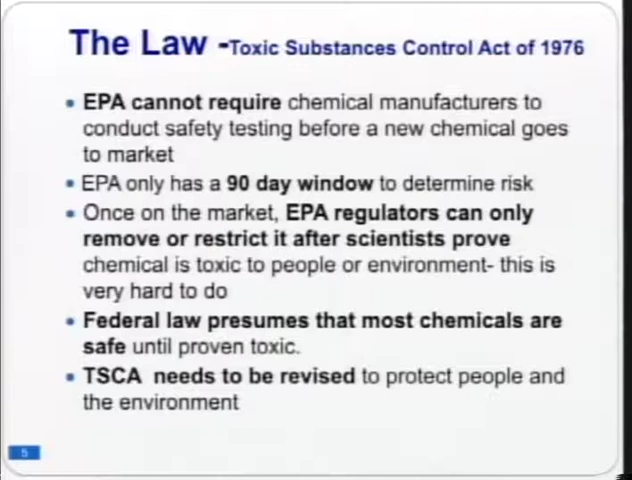 The Law -Toxic Substances Control Act of 1976
• EPA cannot require chemical manufacturers to
conduct safety testing before a new chemical goes
to market
• EPA only has a 90 day window to determine risk
• Once on the market, EPA regulators can only
remove or restrict it after scientists prove
chemical is toxic to people or environment- this is
very hard to do
• Federal law presumes that most chemicals are
safe until proven toxic.
• TSCA needs to be revised to protect people and
the environment
5